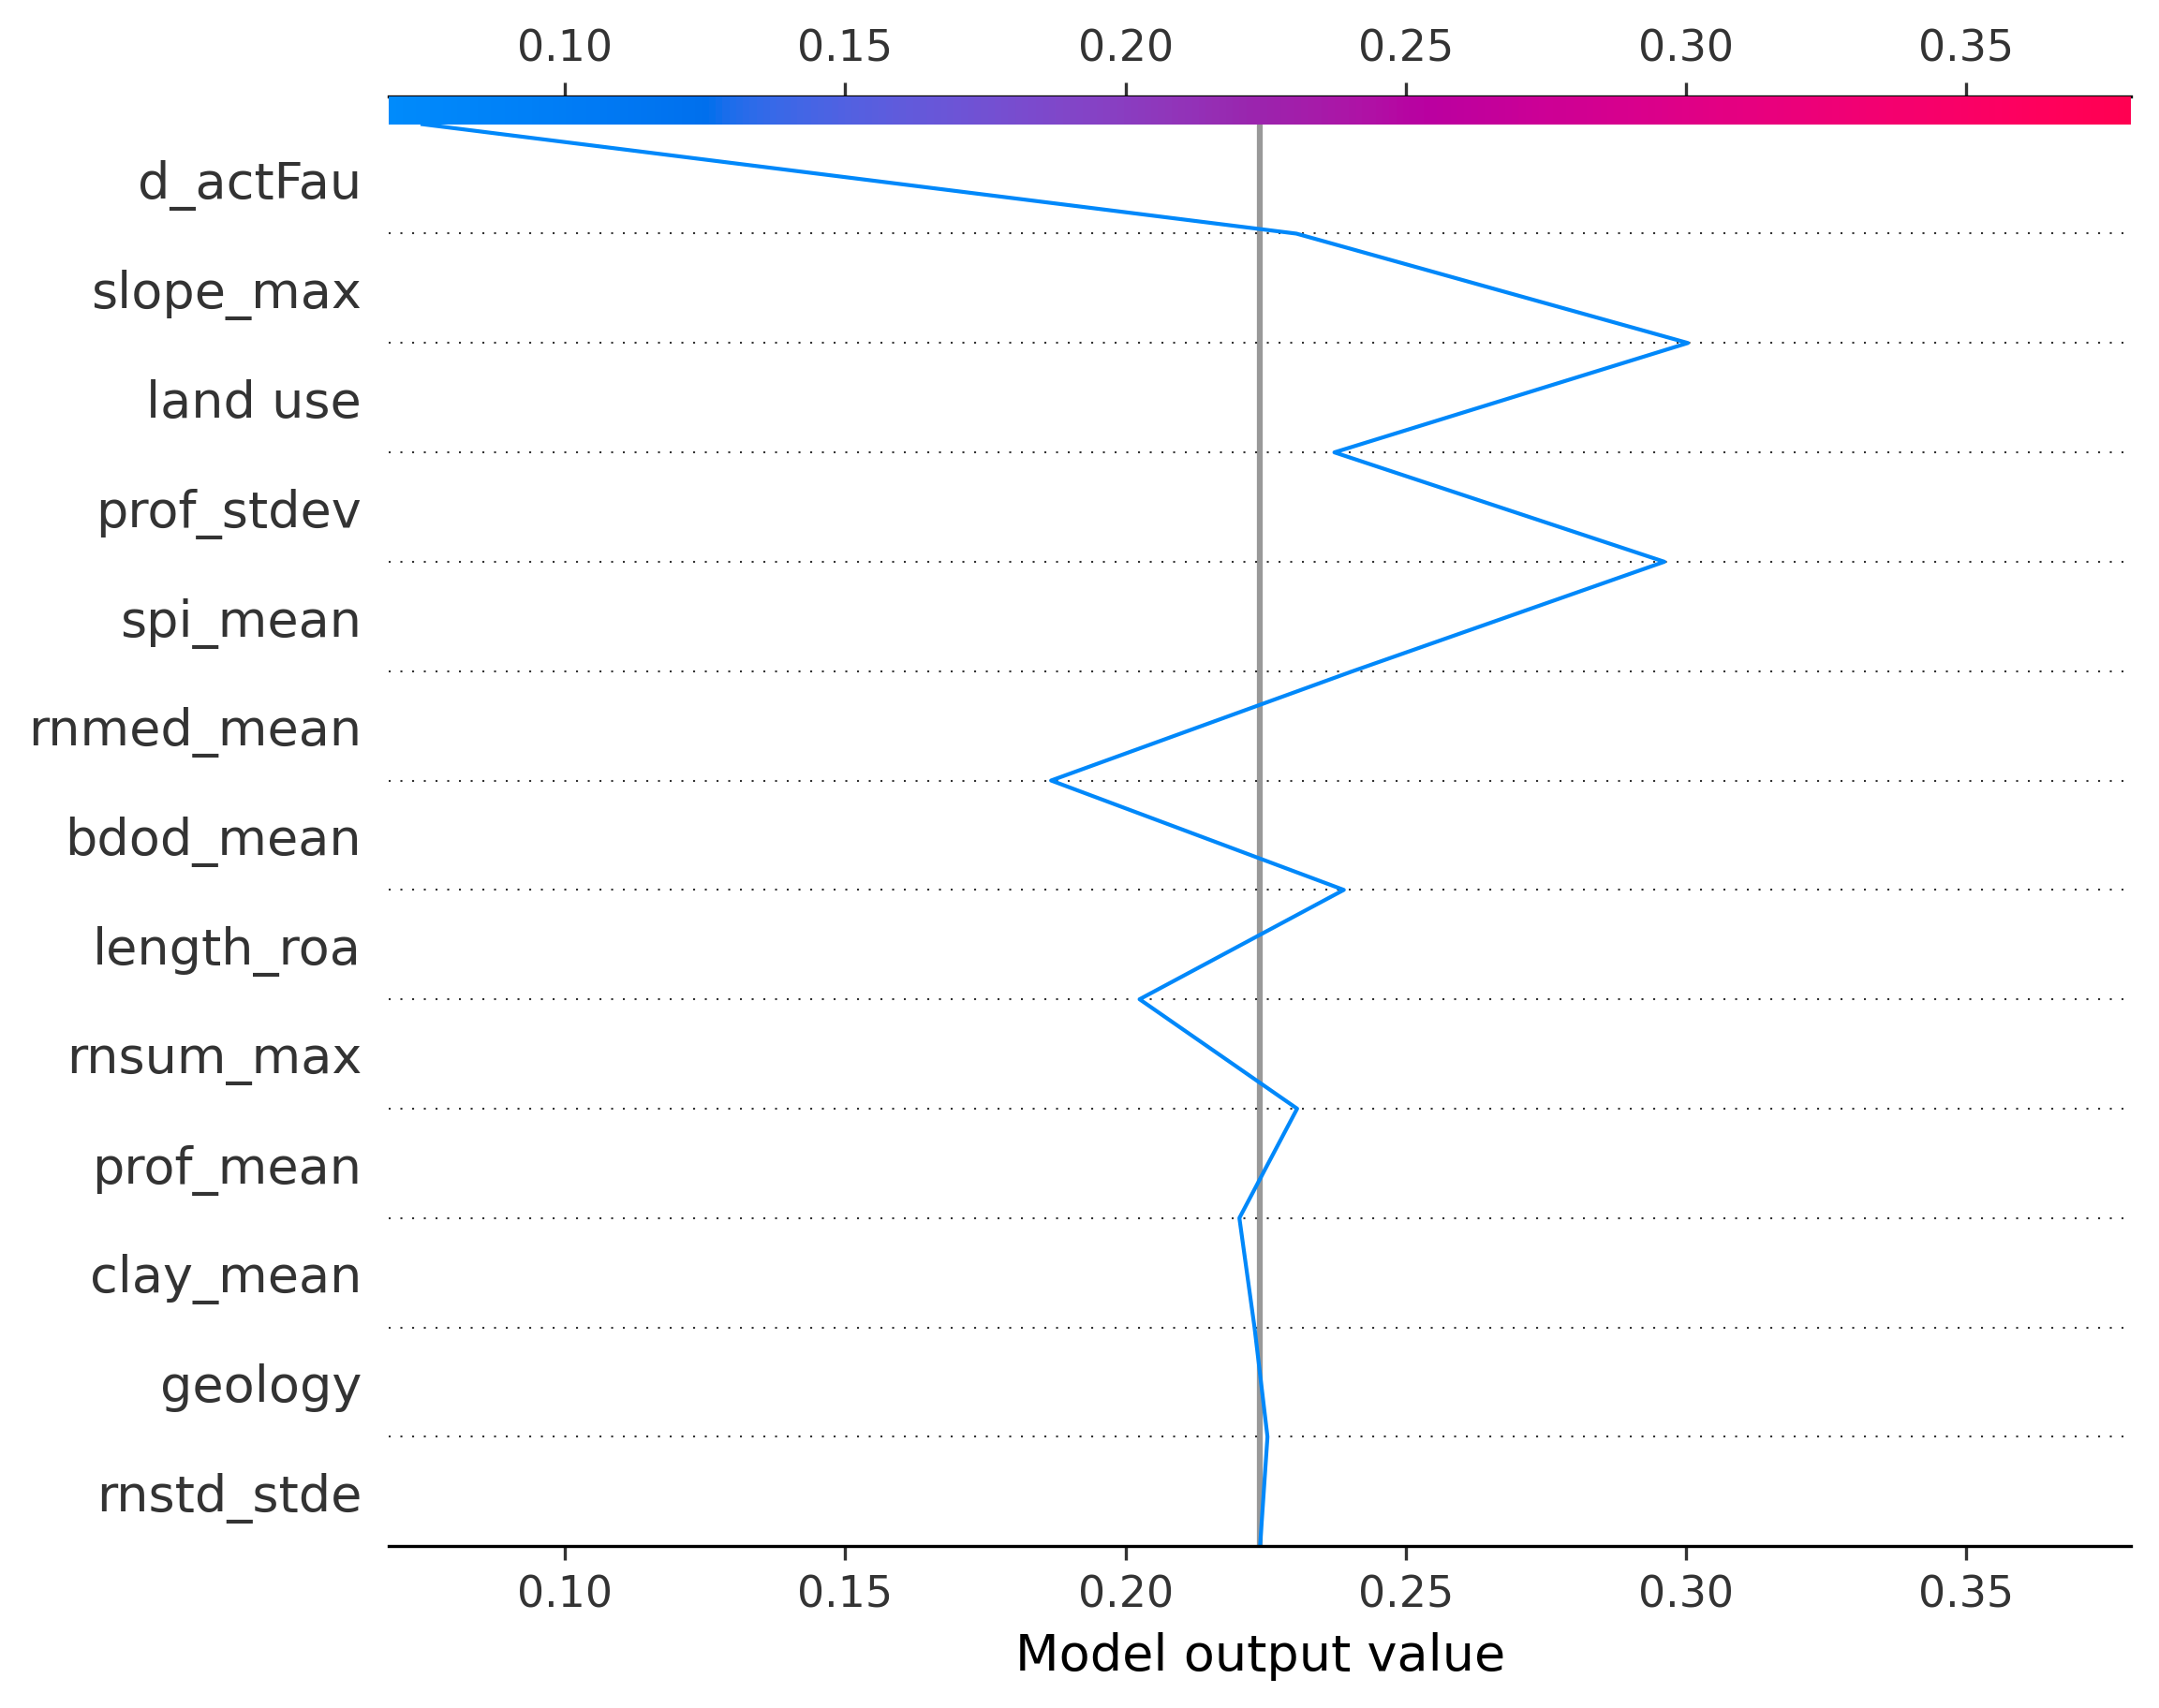 0.10 0.15 0.20 0.25 0.30 0.35
d_actFau
slope_max
land use
prof_stdev
spi_mean
rnmed_mean
bdod_mean
length_roa
rnsum_max
prof_mean
clay_mean
geology
rnstd_stde
0.10 0.15 0.20 0.25 0.30 0.35
Model output value